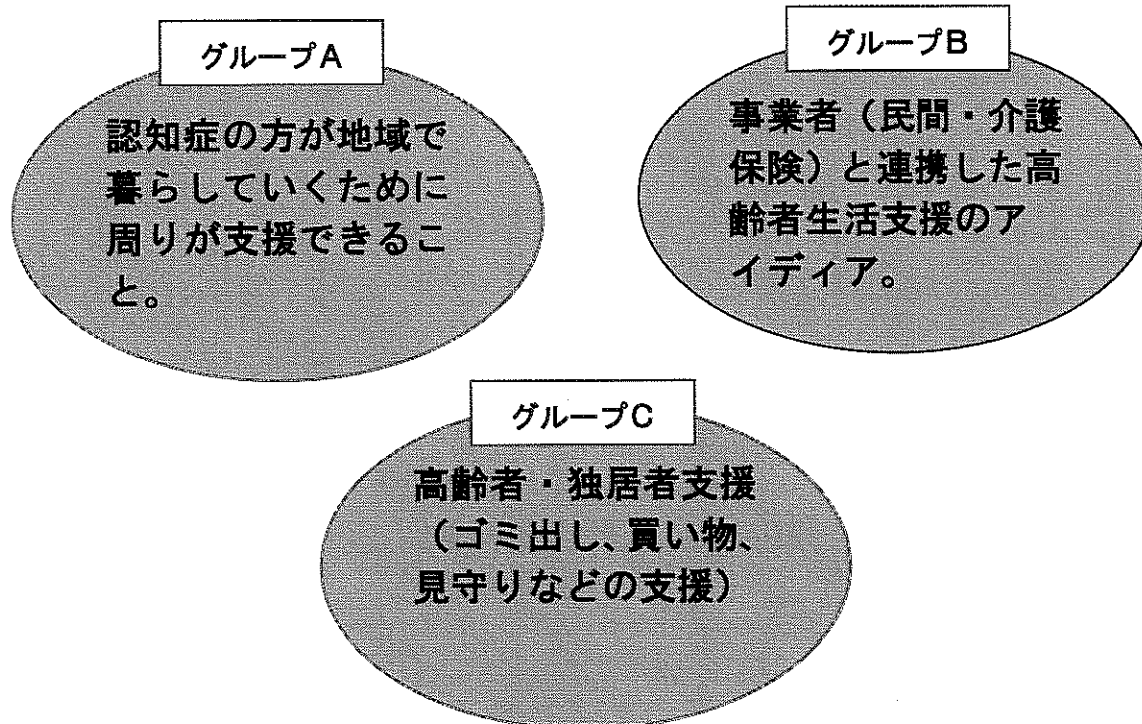 グループA
認知症の方が地域で
暮らしていくために
周りが支援できるこ
と。
グループB
事業者（民間・介護
保険）と連携した高
齢者生活支援のア
イディア。
グループC
高齢者・独居者支援
（ゴミ出し、買い物、
見守りなどの支援）